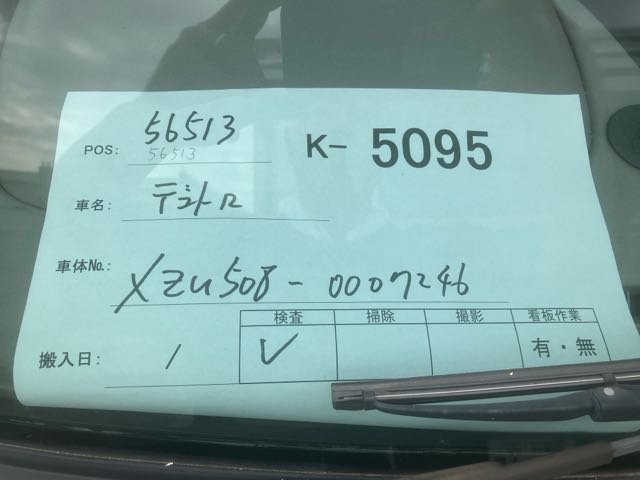 POS: 56513
56513
K- 5095
車名: デュトロ
車体No.: XZU508-0007246
検査 掃除 撮影 看板作業
搬入日: / ✓ 有・無